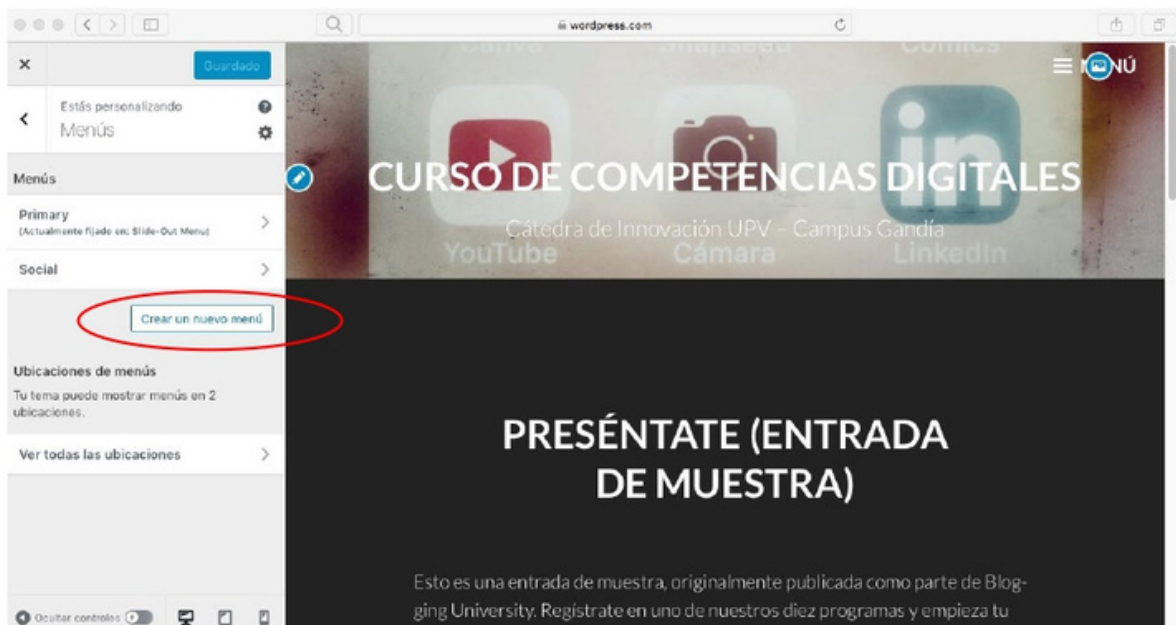 wordpress.com
Guardado
Estás personalizando
Menús
Menús
Primary
(Actualmente fijado en: Slide-Out Menu)
Social
Crear un nuevo menú
Ubicaciones de menús
Tu tema puede mostrar menús en 2
ubicaciones.
Ver todas las ubicaciones
Ocultar controles
Canva Snapseed Comics
MENÚ
CURSO DE COMPETENCIAS DIGITALES
in
Cátedra de Innovación UPV – Campus Gandía
YouTube Cámara LinkedIn
PRESÉNTATE (ENTRADA
DE MUESTRA)
Esto es una entrada de muestra, originalmente publicada como parte de Blog-
ging University. Regístrate en uno de nuestros diez programas y empieza tu